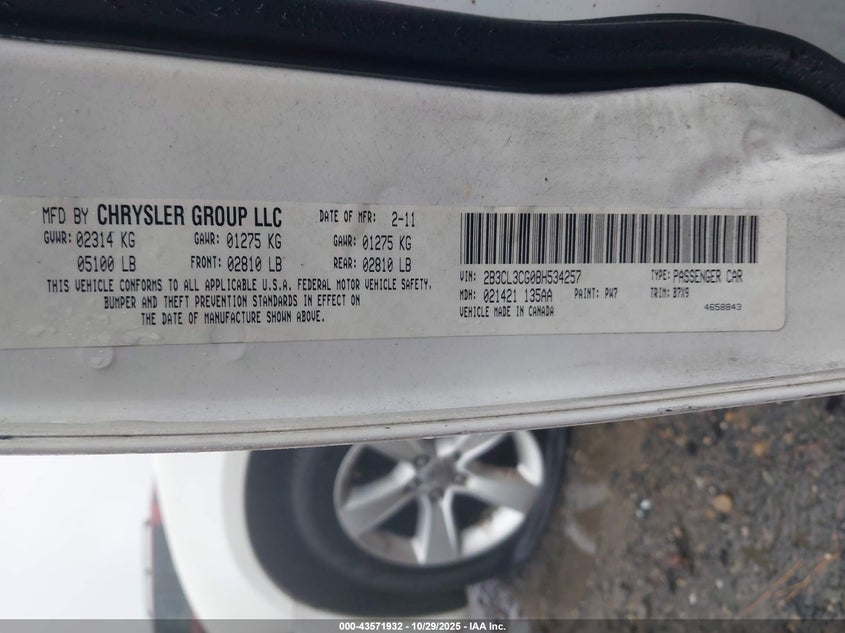 MFD BY CHRYSLER GROUP LLC DATE OF MFR: 2-11
GVWR: 02314 KG GAWR: 01275 KG GAWR: 01275 KG
05100 LB FRONT: 02810 LB REAR: 02810 LB
THIS VEHICLE CONFORMS TO ALL APPLICABLE U.S.A. FEDERAL MOTOR VEHICLE SAFETY,
BUMPER AND THEFT PREVENTION STANDARDS IN EFFECT ON
THE DATE OF MANUFACTURE SHOWN ABOVE.
VIN: 2B3CL3CG0BH534257 TYPE: PASSENGER CAR
MDH: 021421 135AA PAINT: PW7 TRIM: B7X9
VEHICLE MADE IN CANADA 4658843
000-43571932 - 10/29/2025 - IAA Inc.